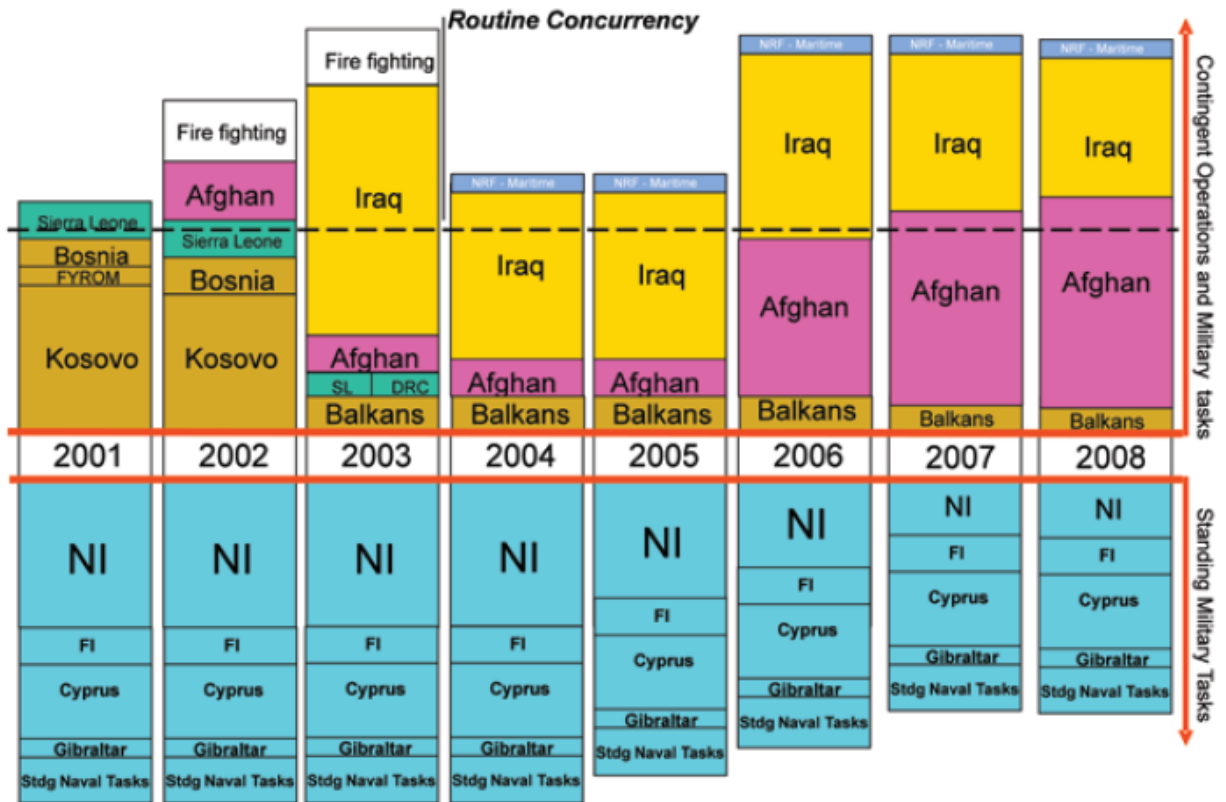 Routine Concurrency
Sierra Leone
Bosnia
FYROM
Kosovo
Fire fighting
Afghan
Sierra Leone
Bosnia
Kosovo
Fire fighting
Iraq
Afghan
SL DRC
Balkans
NRF - Maritime
Iraq
Afghan
Balkans
NRF - Maritime
Iraq
Afghan
Balkans
NRF - Maritime
Iraq
Afghan
Balkans
NRF - Maritime
Iraq
Afghan
Balkans
NRF - Maritime
Iraq
Afghan
Balkans
Contingent Operations and Military tasks
2001 2002 2003 2004 2005 2006 2007 2008
NI
FI
Cyprus
Gibraltar
Stdg Naval Tasks
NI
FI
Cyprus
Gibraltar
Stdg Naval Tasks
NI
FI
Cyprus
Gibraltar
Stdg Naval Tasks
NI
FI
Cyprus
Gibraltar
Stdg Naval Tasks
NI
FI
Cyprus
Gibraltar
Stdg Naval Tasks
NI
FI
Cyprus
Gibraltar
Stdg Naval Tasks
NI
FI
Cyprus
Gibraltar
Stdg Naval Tasks
NI
FI
Cyprus
Gibraltar
Stdg Naval Tasks
Standing Military Tasks